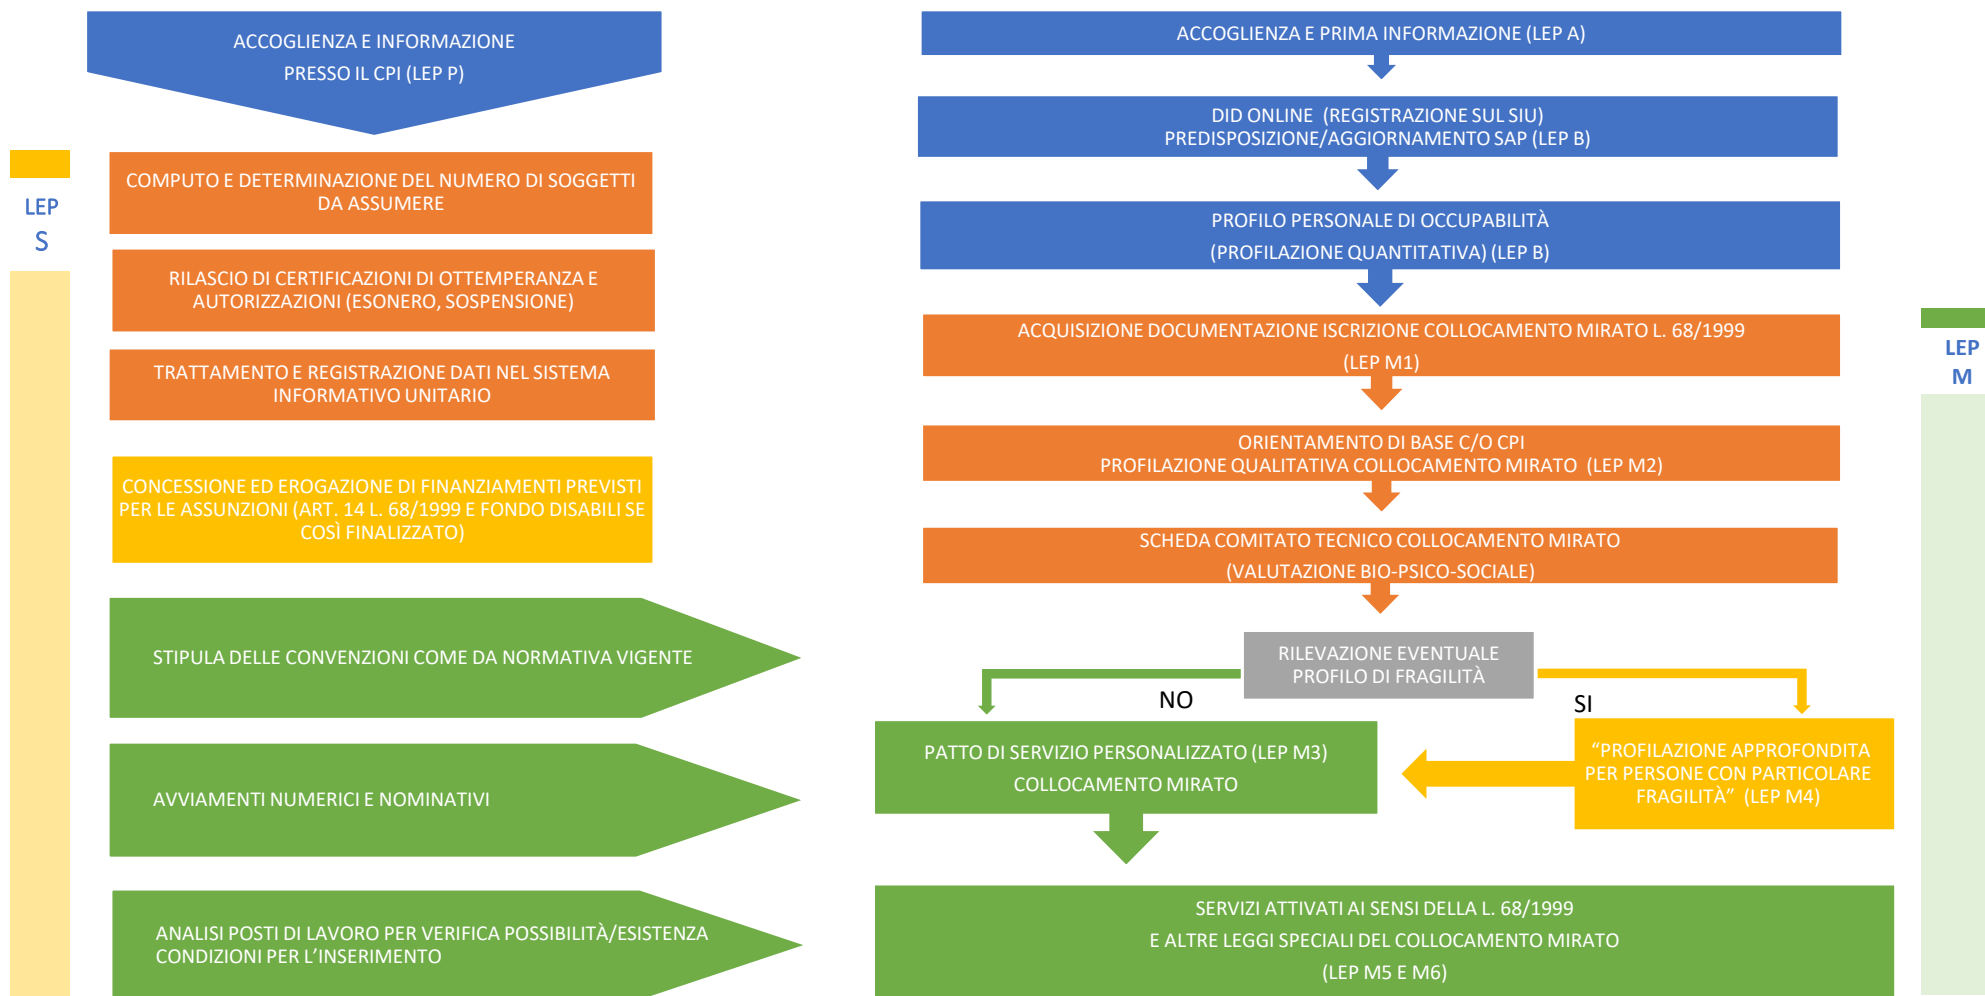 ACCOGLIENZA E INFORMAZIONE
PRESSO IL CPI (LEP P)
LEP
S
COMPUTO E DETERMINAZIONE DEL NUMERO DI SOGGETTI
DA ASSUMERE
RILASCIO DI CERTIFICAZIONI DI OTTEMPERANZA E
AUTORIZZAZIONI (ESONERO, SOSPENSIONE)
TRATTAMENTO E REGISTRAZIONE DATI NEL SISTEMA
INFORMATIVO UNITARIO
CONCESSIONE ED EROGAZIONE DI FINANZIAMENTI PREVISTI
PER LE ASSUNZIONI (ART. 14 L. 68/1999 E FONDO DISABILI SE
COSÌ FINALIZZATO)
STIPULA DELLE CONVENZIONI COME DA NORMATIVA VIGENTE
AVVIAMENTI NUMERICI E NOMINATIVI
ANALISI POSTI DI LAVORO PER VERIFICA POSSIBILITÀ/ESISTENZA
CONDIZIONI PER L'INSERIMENTO
ACCOGLIENZA E PRIMA INFORMAZIONE (LEP A)
DID ONLINE (REGISTRAZIONE SUL SIU)
PREDISPOSIZIONE/AGGIORNAMENTO SAP (LEP B)
PROFILO PERSONALE DI OCCUPABILITÀ
(PROFILAZIONE QUANTITATIVA) (LEP B)
ACQUISIZIONE DOCUMENTAZIONE ISCRIZIONE COLLOCAMENTO MIRATO L. 68/1999
(LEP M1)
ORIENTAMENTO DI BASE C/O CPI
PROFILAZIONE QUALITATIVA COLLOCAMENTO MIRATO (LEP M2)
SCHEDA COMITATO TECNICO COLLOCAMENTO MIRATO
(VALUTAZIONE BIO-PSICO-SOCIALE)
RILEVAZIONE EVENTUALE
PROFILO DI FRAGILITÀ
NO
SI
PATTO DI SERVIZIO PERSONALIZZATO (LEP M3)
COLLOCAMENTO MIRATO
“PROFILAZIONE APPROFONDITA
PER PERSONE CON PARTICOLARE
FRAGILITÀ” (LEP M4)
SERVIZI ATTIVATI AI SENSI DELLA L. 68/1999
E ALTRE LEGGI SPECIALI DEL COLLOCAMENTO MIRATO
(LEP M5 E M6)
LEP
M